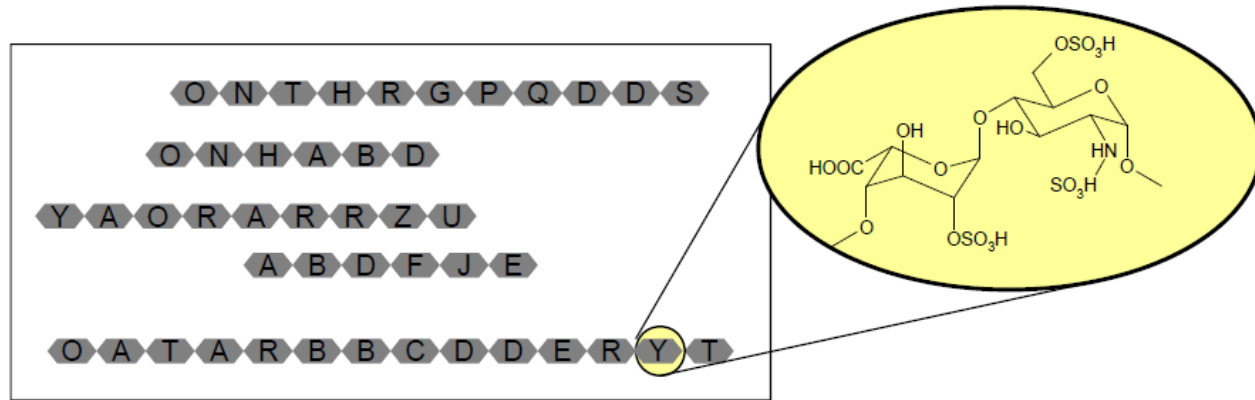 O N T H R G P Q D D S
O N H A B D
Y A O R A R R Z U
A B D F J E
O A T A R B B C D D E R Y T
OSO₃H
O
O
HO
OH
HN
O
HOOC
O
SO₃H
O
OSO₃H